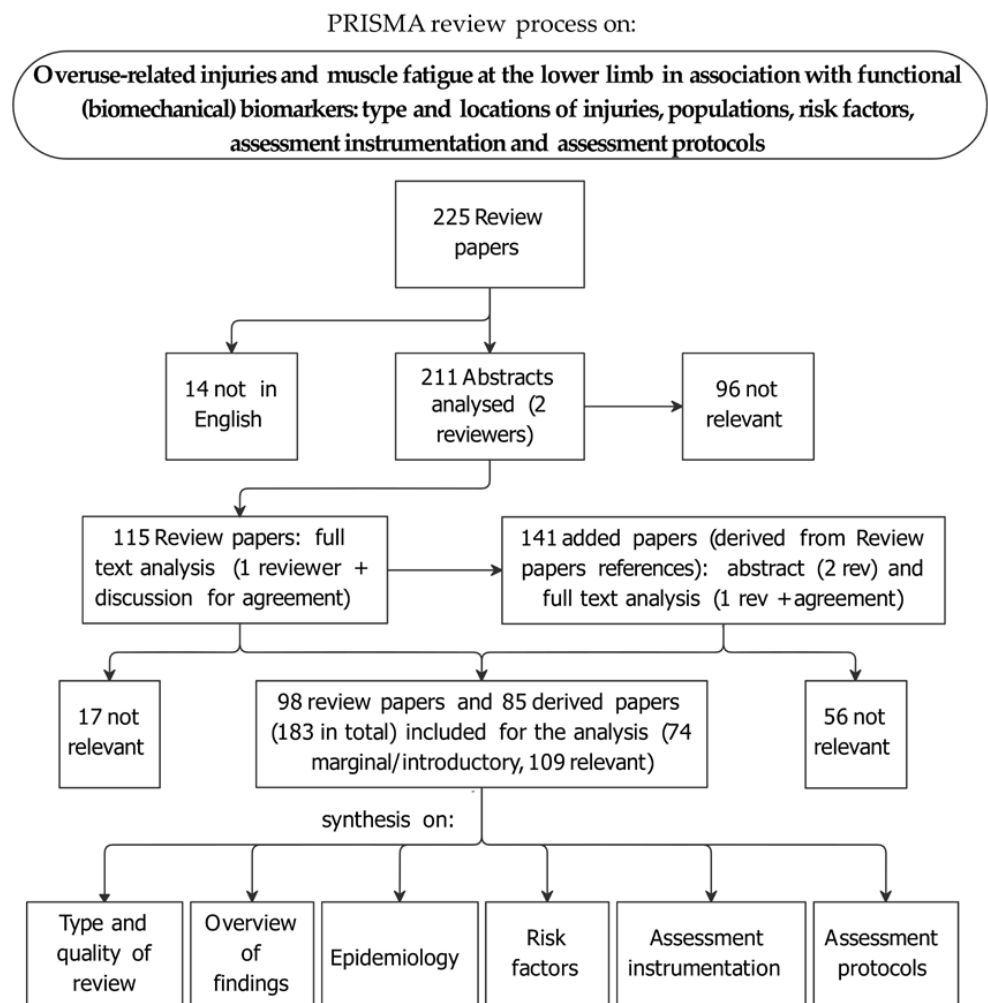 PRISMA review process on:
Overuse-related injuries and muscle fatigue at the lower limb in association with functional
(biomechanical) biomarkers: type and locations of injuries, populations, risk factors,
assessment instrumentation and assessment protocols
225 Review
papers
14 not in
English
211 Abstracts
analysed (2
reviewers)
96 not
relevant
115 Review papers: full
text analysis (1 reviewer +
discussion for agreement)
141 added papers (derived from Review
papers references): abstract (2 rev) and
full text analysis (1 rev +agreement)
17 not
relevant
98 review papers and 85 derived papers
(183 in total) included for the analysis (74
marginal/introductory, 109 relevant)
56 not
relevant
synthesis on:
Type and
quality of
review
Overview
of
findings
Epidemiology
Risk
factors
Assessment
instrumentation
Assessment
protocols